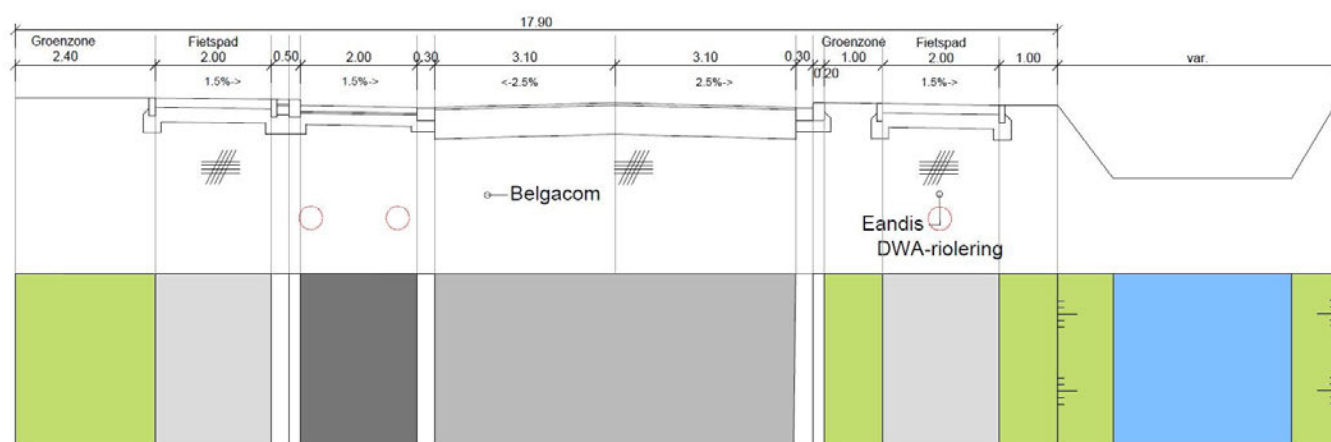 17.90
Groenzone Fietspad Groenzone Fietspad
2.40 2.00 0.50 2.00 0.30 3.10 3.10 0.30 1.00 2.00 1.00 var.
0.20
1.5%-> 1.5%-> <-2.5% 2.5%-> 1.5%->
Belgacom
Eandis
DWA-riolering